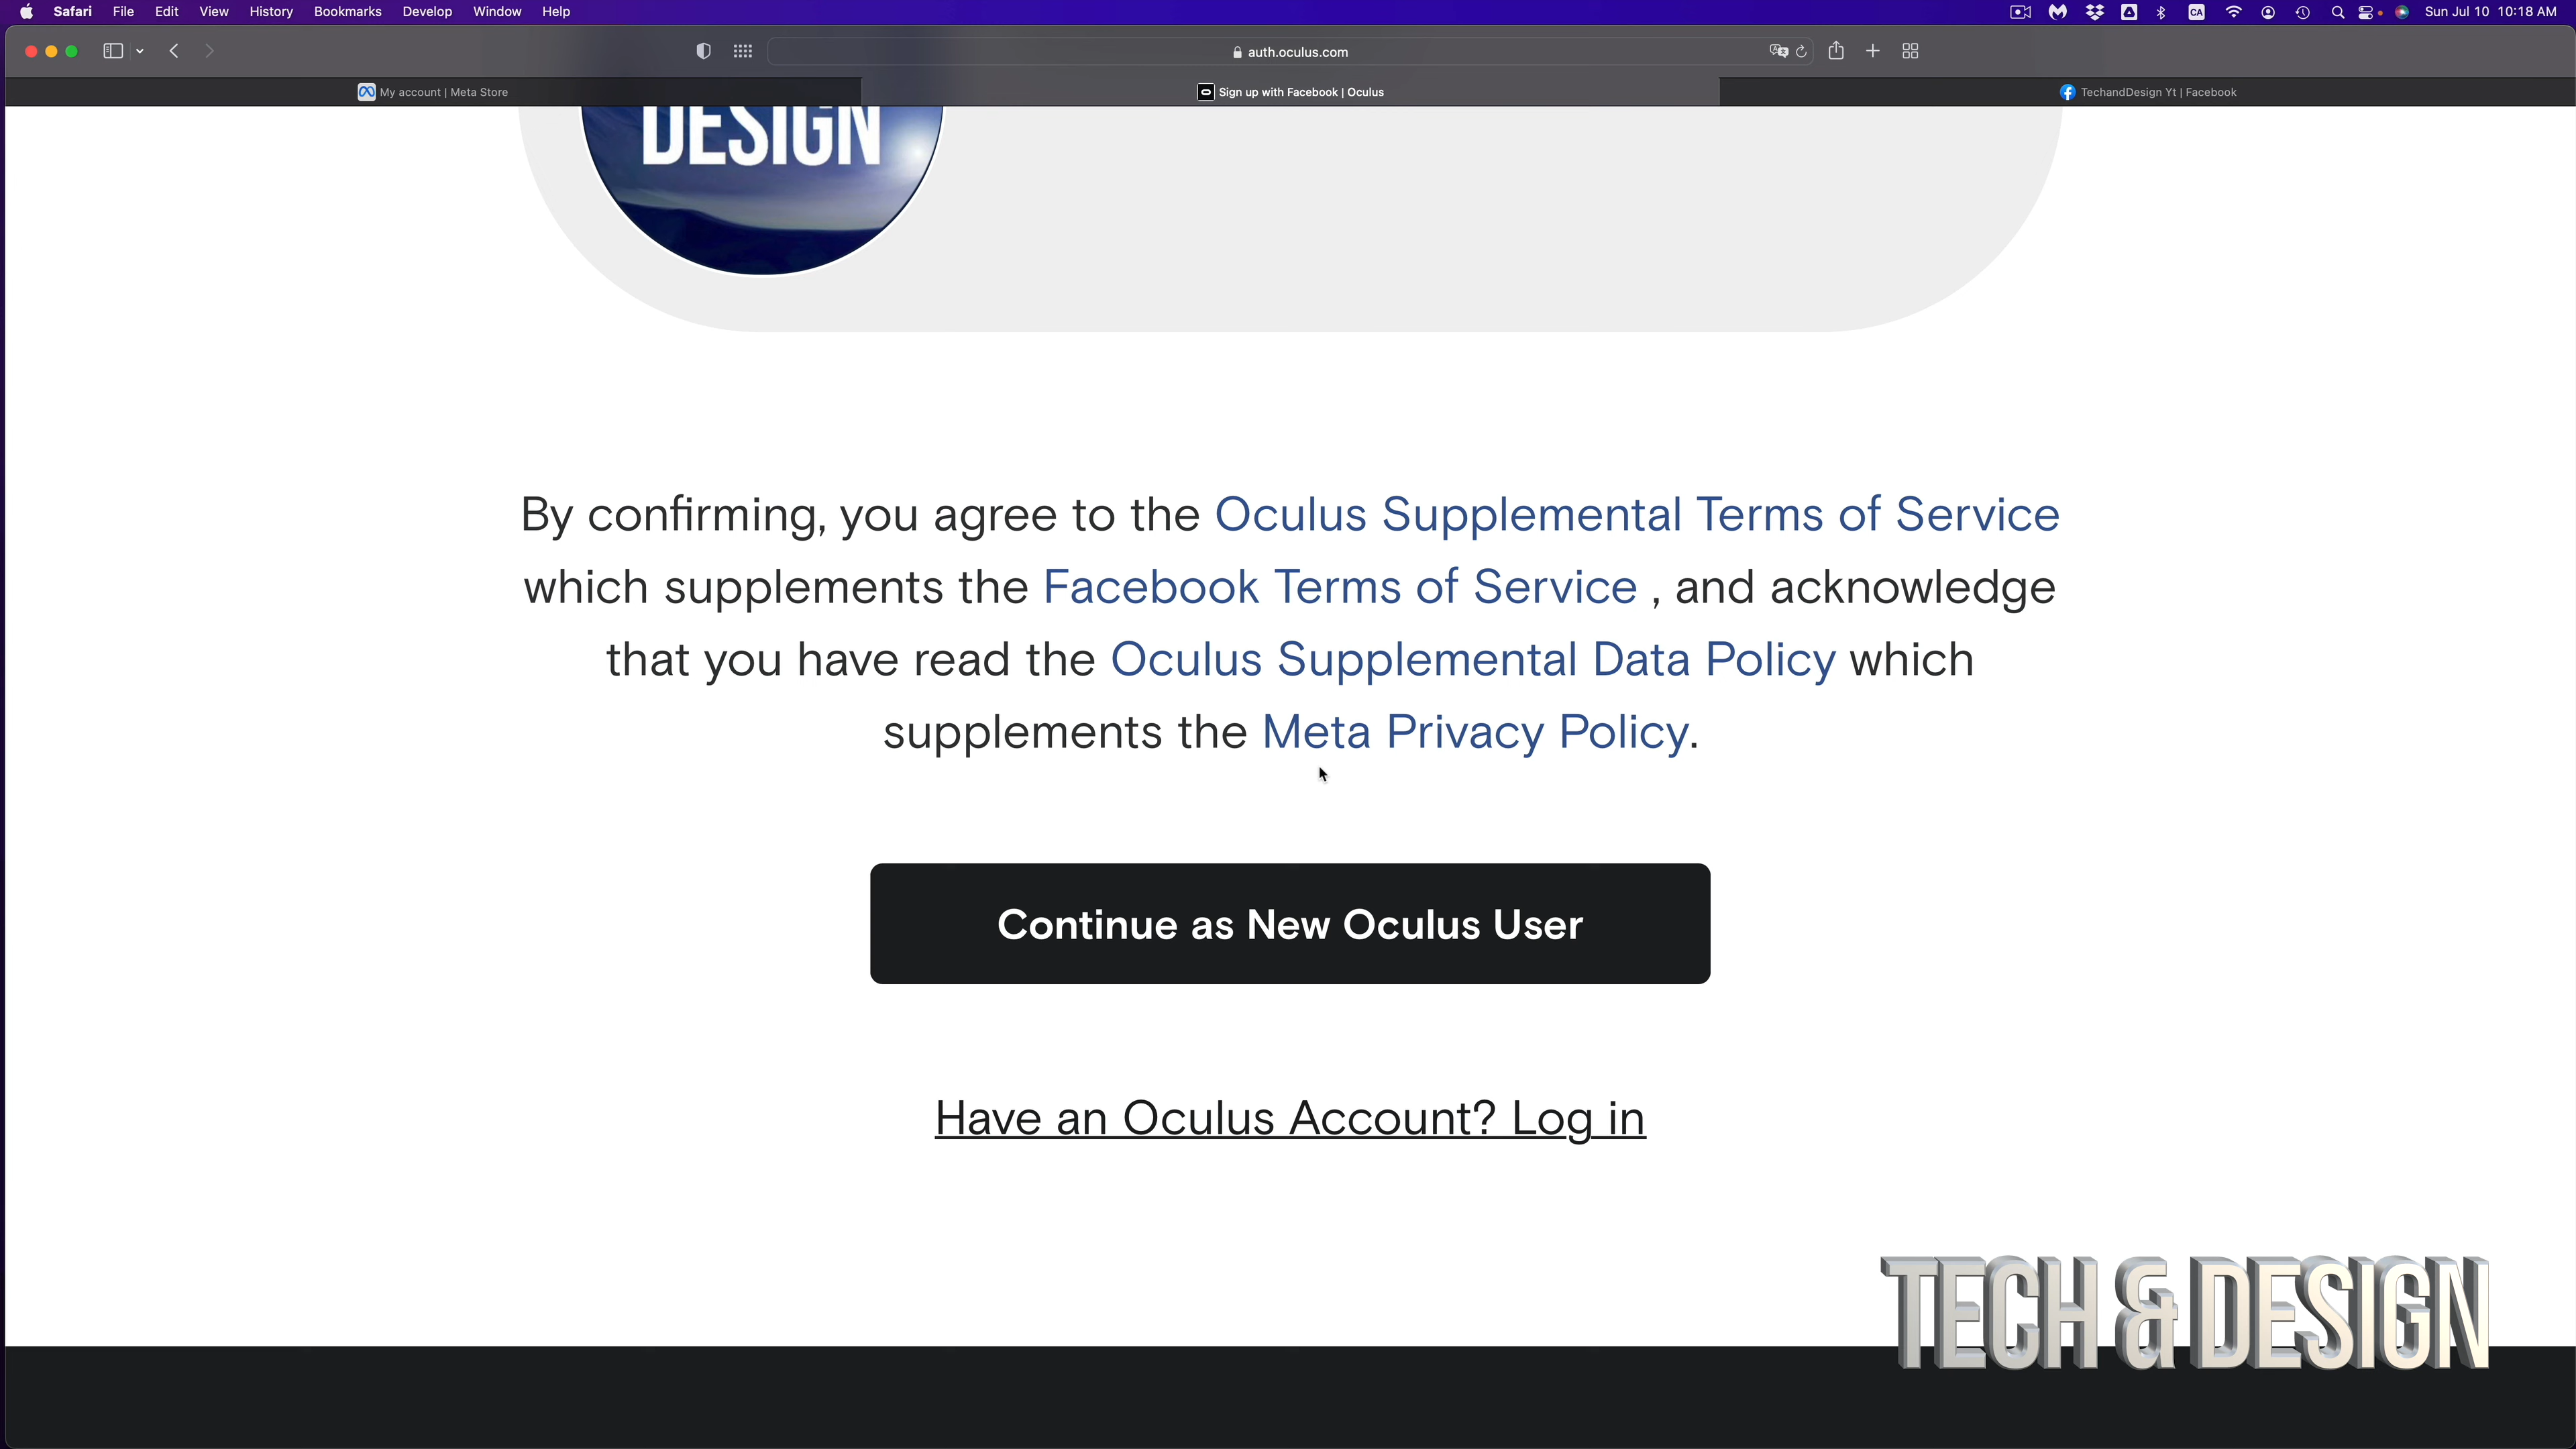 Safari File Edit View History Bookmarks Develop Window Help CA Sun Jul 10 10:18 AM
auth.oculus.com
My account | Meta Store
Sign up with Facebook | Oculus
TechandDesign Yt | Facebook
DESIGN
By confirming, you agree to the Oculus Supplemental Terms of Service
which supplements the Facebook Terms of Service , and acknowledge
that you have read the Oculus Supplemental Data Policy which
supplements the Meta Privacy Policy.
Continue as New Oculus User
Have an Oculus Account? Log in
TECH & DESIGN